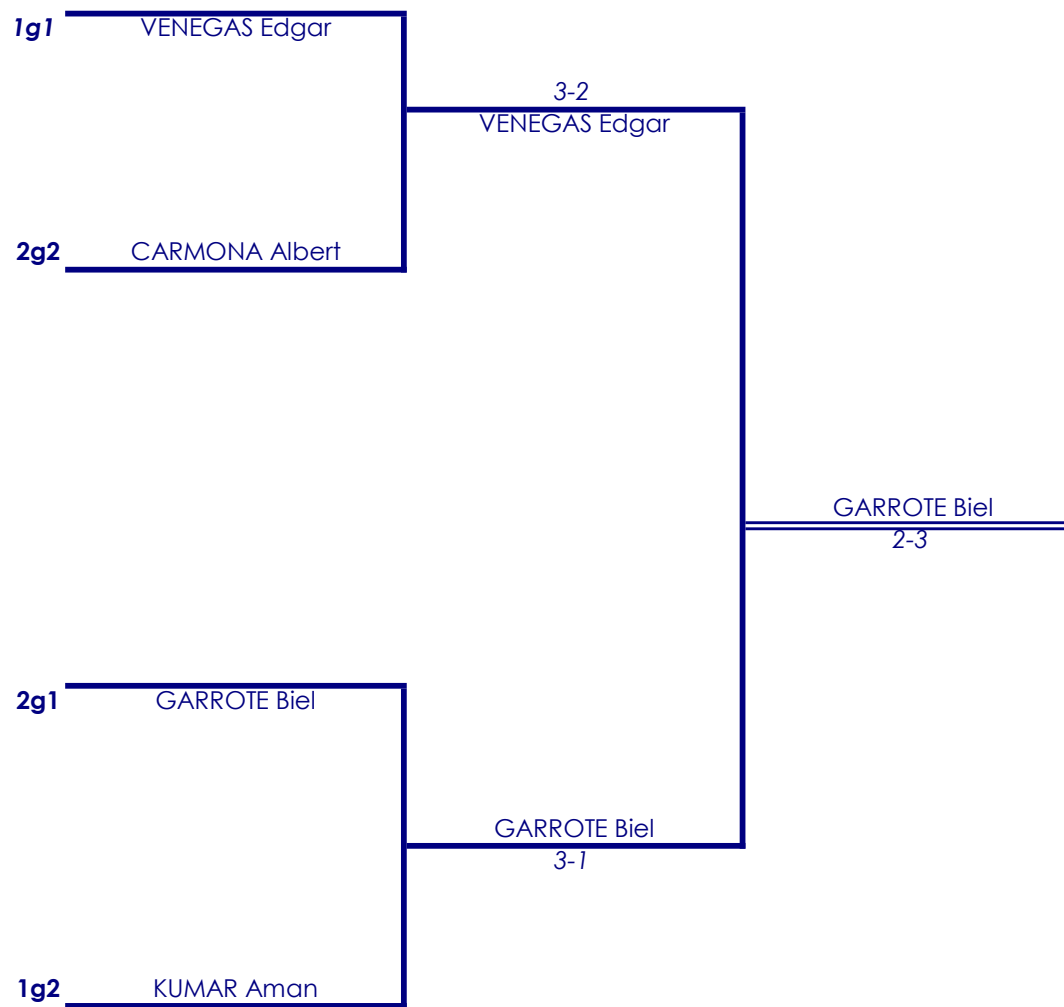 1g1 VENEGAS Edgar
3-2
VENEGAS Edgar
2g2 CARMONA Albert
GARROTE Biel
2-3
2g1 GARROTE Biel
GARROTE Biel
3-1
1g2 KUMAR Aman